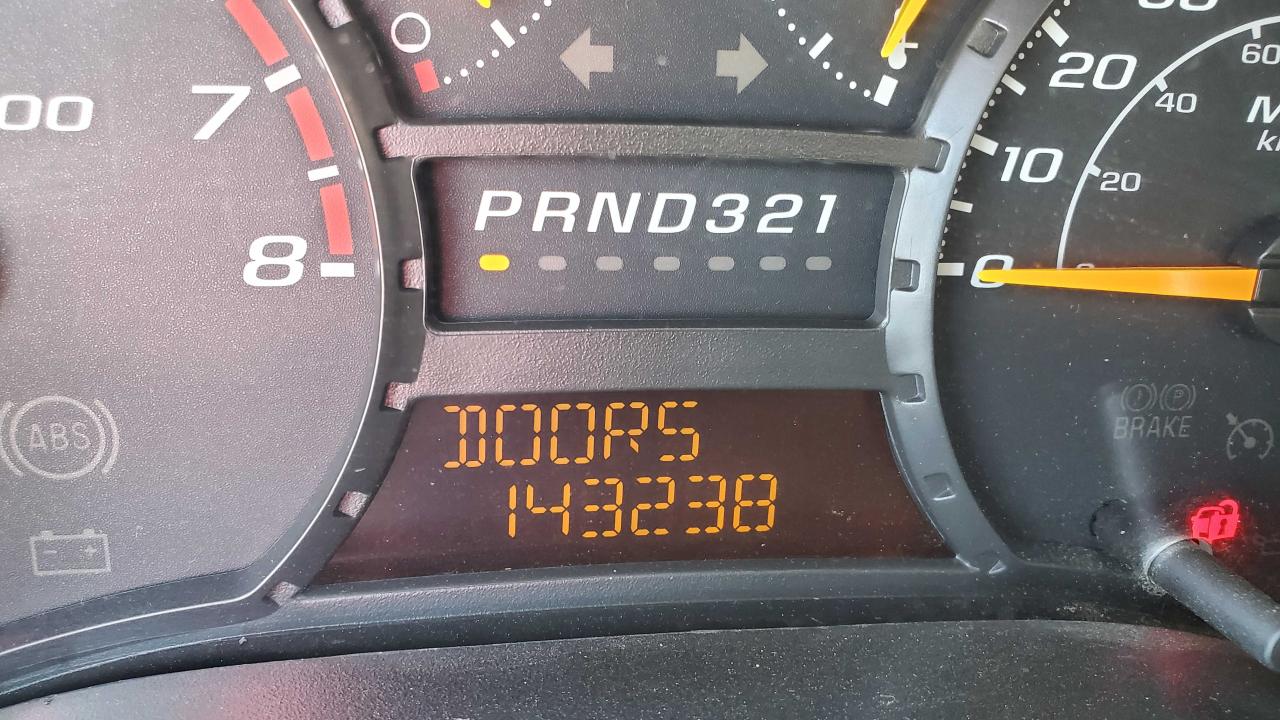 00
7
8
20
10
0
60
40
20
PRND321
DOORS
143238
ABS
- +
(!) (P)
BRAKE